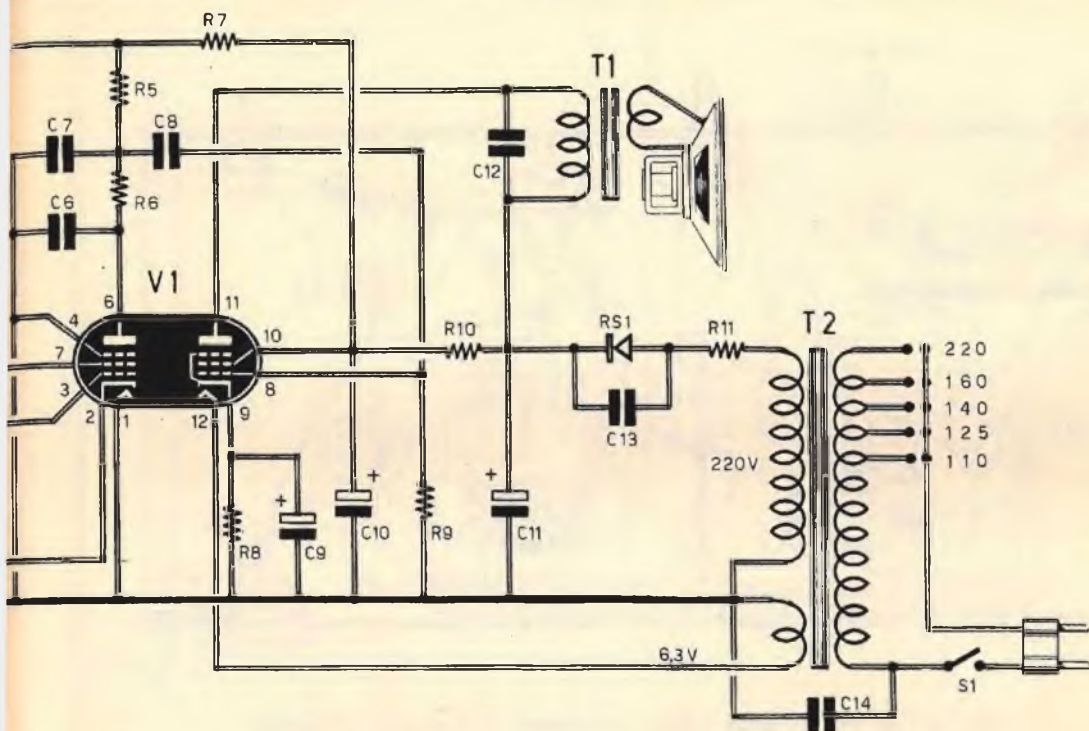 R7
T1
R5
C7
C8
C12
R6
C6
V1
6
11
4
10
R10
RS1
R11
T2
7
8
3
2
1
12
9
C13
220
160
140
125
110
220V
+
+
+
R8
C9
C10
R9
C11
6,3V
S1
C14